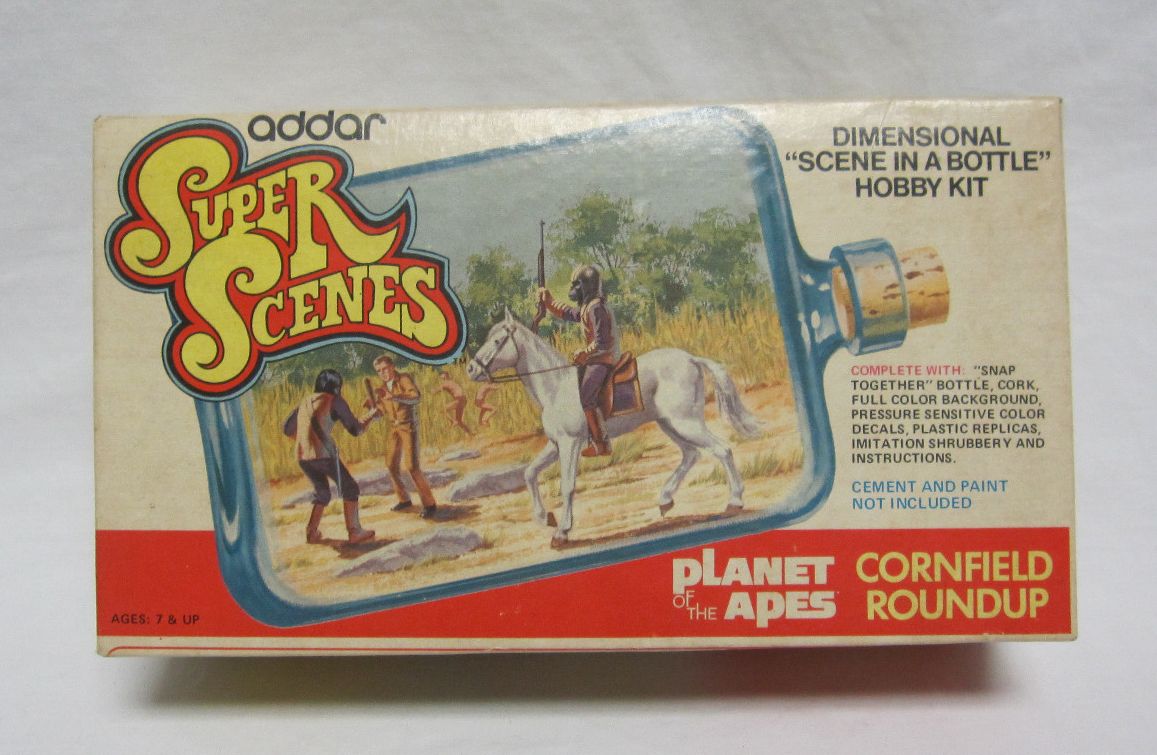 addar
SUPER
SCENES
TM
DIMENSIONAL
“SCENE IN A BOTTLE”
HOBBY KIT
COMPLETE WITH: “SNAP
TOGETHER” BOTTLE, CORK,
FULL COLOR BACKGROUND,
PRESSURE SENSITIVE COLOR
DECALS, PLASTIC REPLICAS,
IMITATION SHRUBBERY AND
INSTRUCTIONS.
CEMENT AND PAINT
NOT INCLUDED
PLANET
OF THE APES
CORNFIELD
ROUNDUP
AGES: 7 & UP